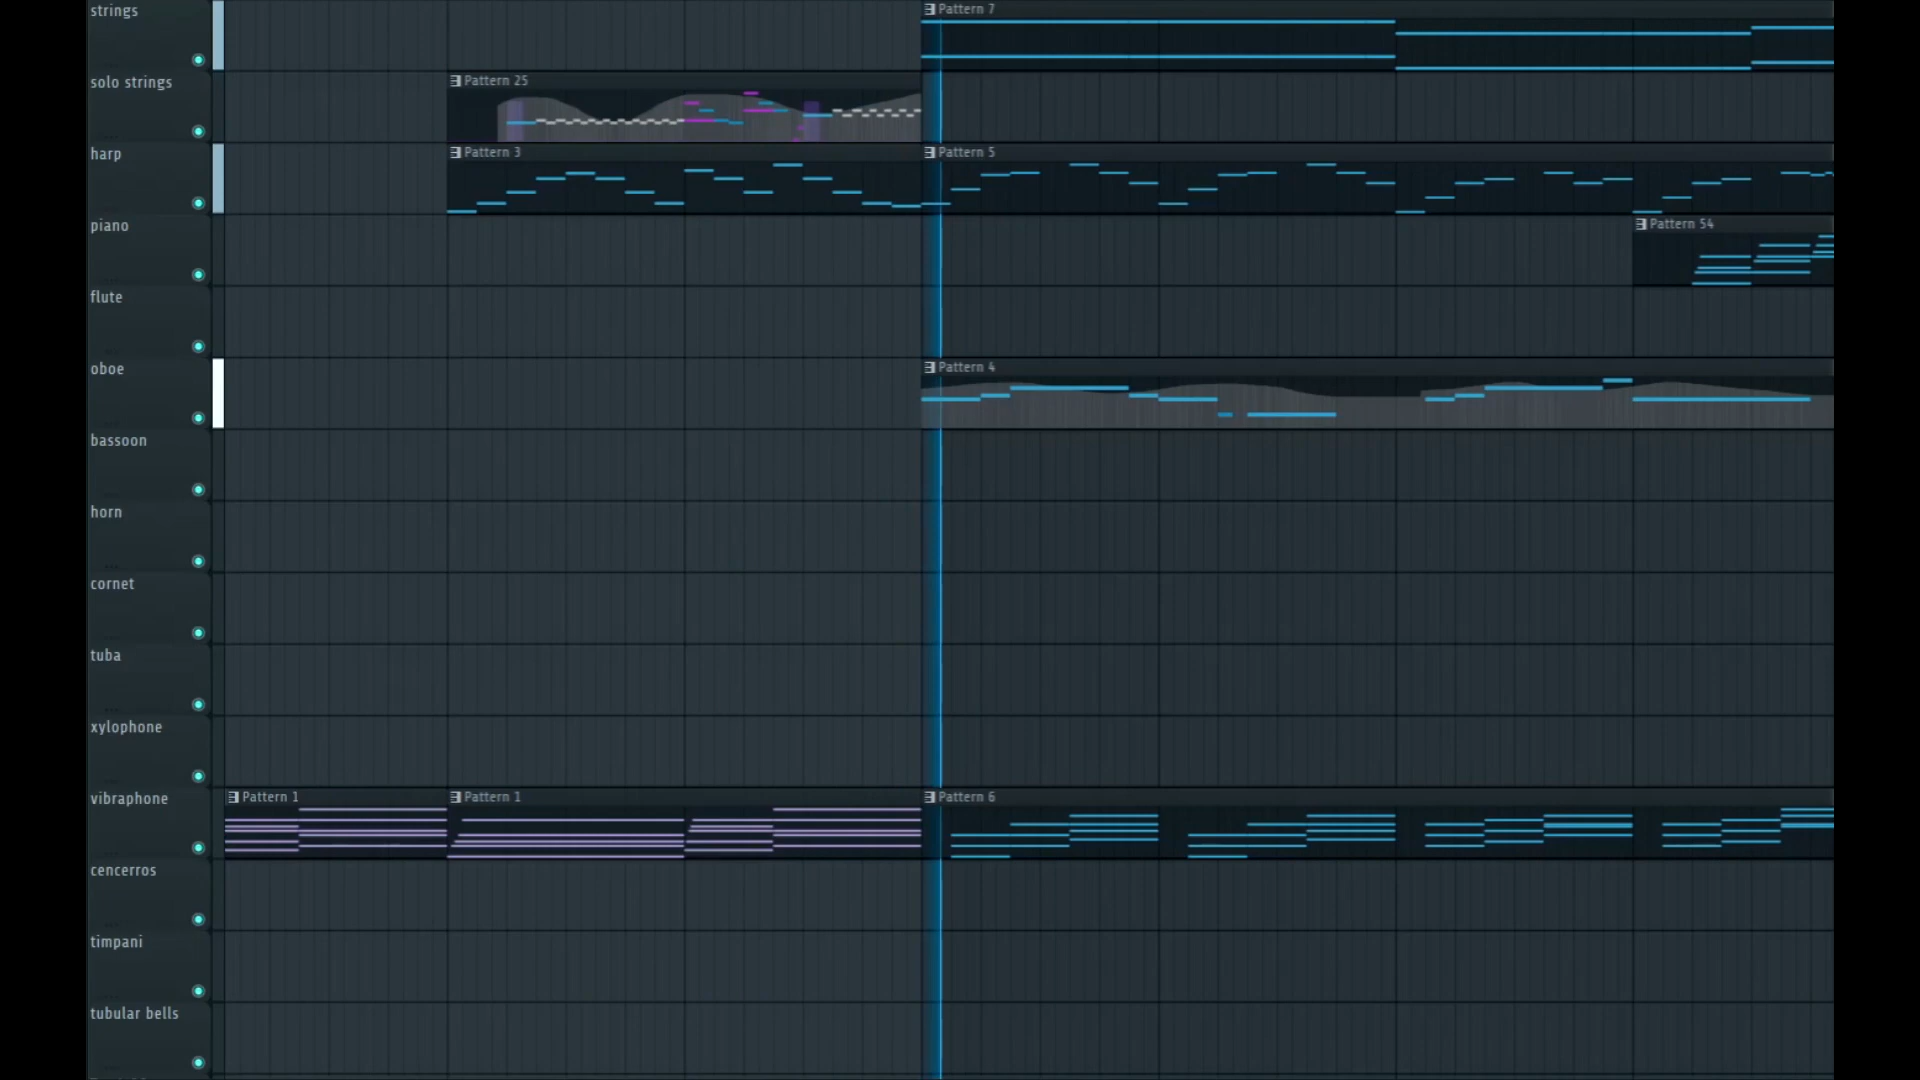 strings
Pattern 7
solo strings
Pattern 25
harp
Pattern 3
Pattern 5
piano
Pattern 54
flute
oboe
Pattern 4
bassoon
horn
cornet
tuba
xylophone
vibraphone
Pattern 1
Pattern 1
Pattern 6
cencerros
timpani
tubular bells